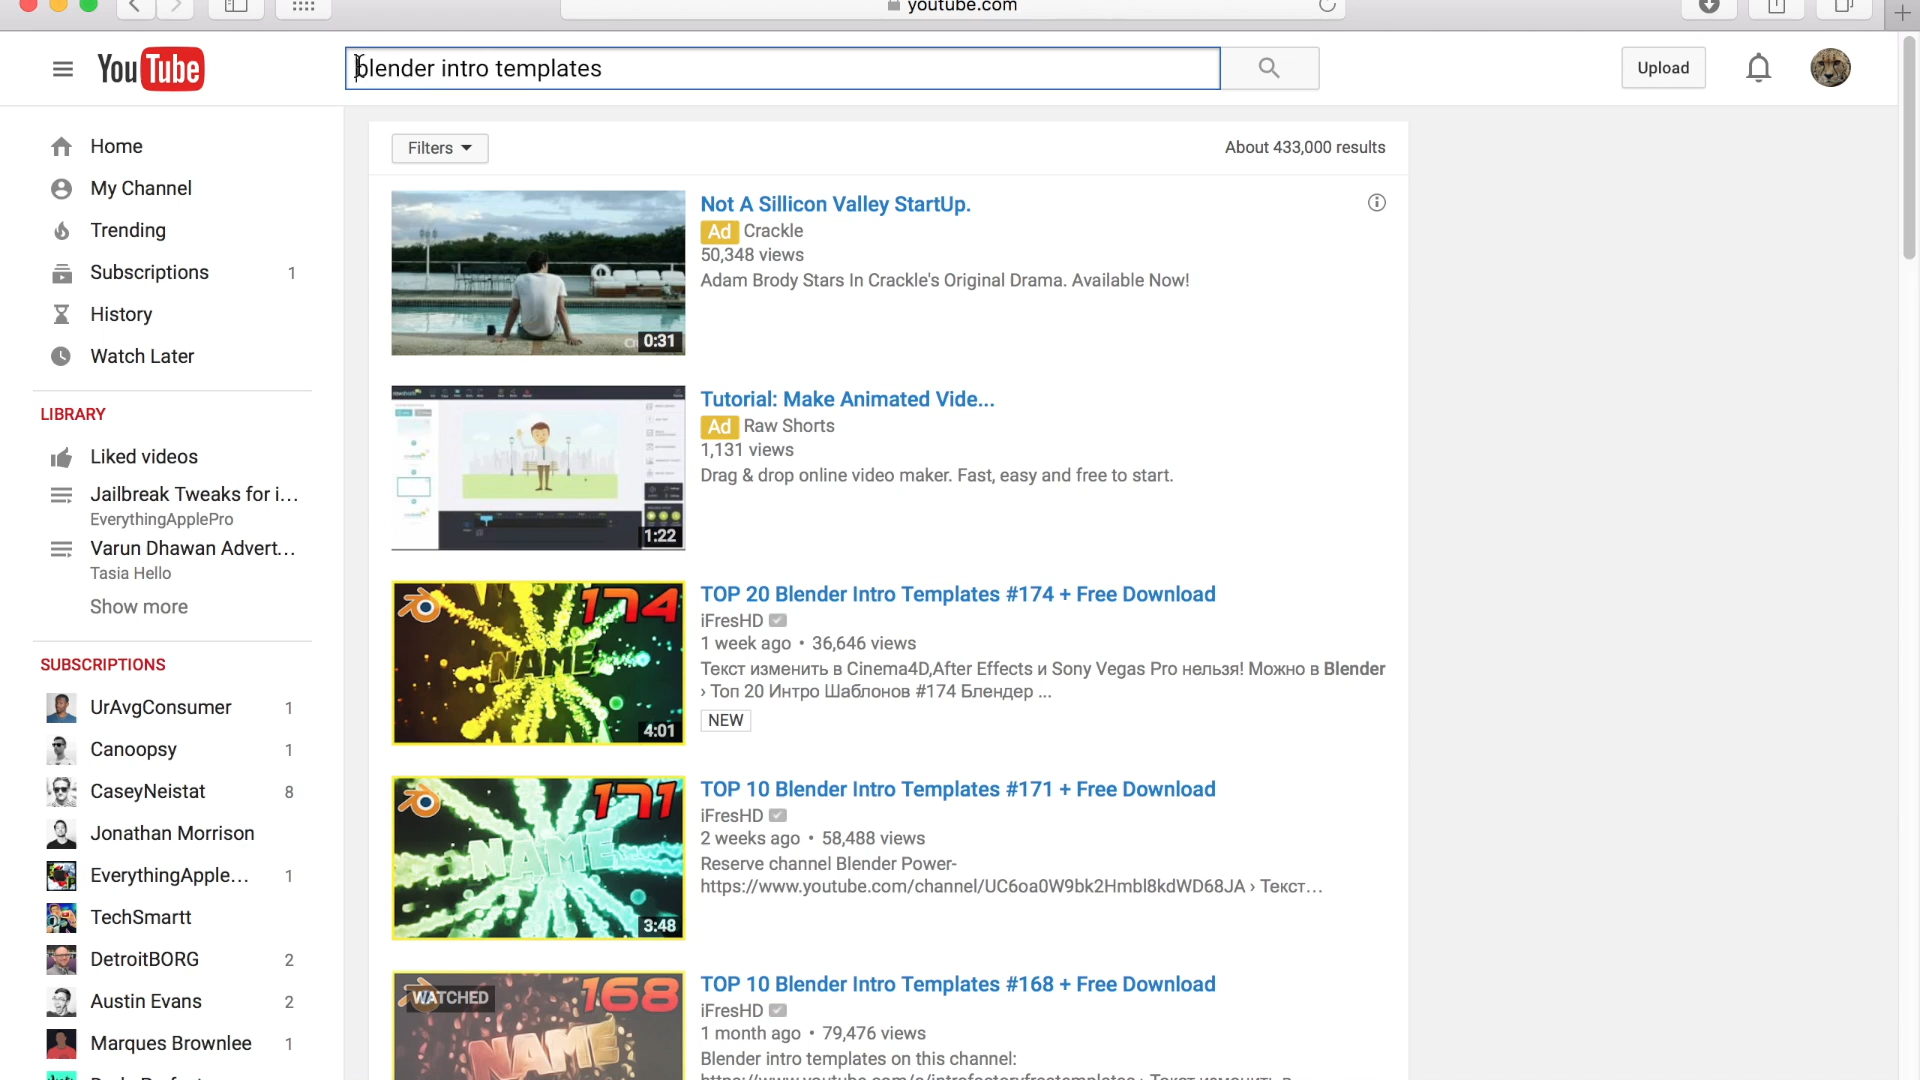 youtube.com
YouTube
blender intro templates
Upload
Home
My Channel
Trending
Subscriptions 1
History
Watch Later
LIBRARY
Liked videos
Jailbreak Tweaks for i...
EverythingApplePro
Varun Dhawan Advert...
Tasia Hello
Show more
SUBSCRIPTIONS
UrAvgConsumer 1
Canoopsy 1
CaseyNeistat 8
Jonathan Morrison
EverythingApple... 1
TechSmartt
DetroitBORG 2
Austin Evans 2
Marques Brownlee 1
Filters
About 433,000 results
0:31
Not A Sillicon Valley StartUp.
Ad Crackle
50,348 views
Adam Brody Stars In Crackle's Original Drama. Available Now!
1:22
Tutorial: Make Animated Vide...
Ad Raw Shorts
1,131 views
Drag & drop online video maker. Fast, easy and free to start.
174
NAME
4:01
TOP 20 Blender Intro Templates #174 + Free Download
iFresHD
1 week ago • 36,646 views
Текст изменить в Cinema4D,After Effects и Sony Vegas Pro нельзя! Можно в Blender
› Топ 20 Интро Шаблонов #174 Блендер ...
NEW
171
NAME
3:48
TOP 10 Blender Intro Templates #171 + Free Download
iFresHD
2 weeks ago • 58,488 views
Reserve channel Blender Power-
https://www.youtube.com/channel/UC6oa0W9bk2Hmbl8kdWD68JA › Текст...
WATCHED
168
NAME
TOP 10 Blender Intro Templates #168 + Free Download
iFresHD
1 month ago • 79,476 views
Blender intro templates on this channel: